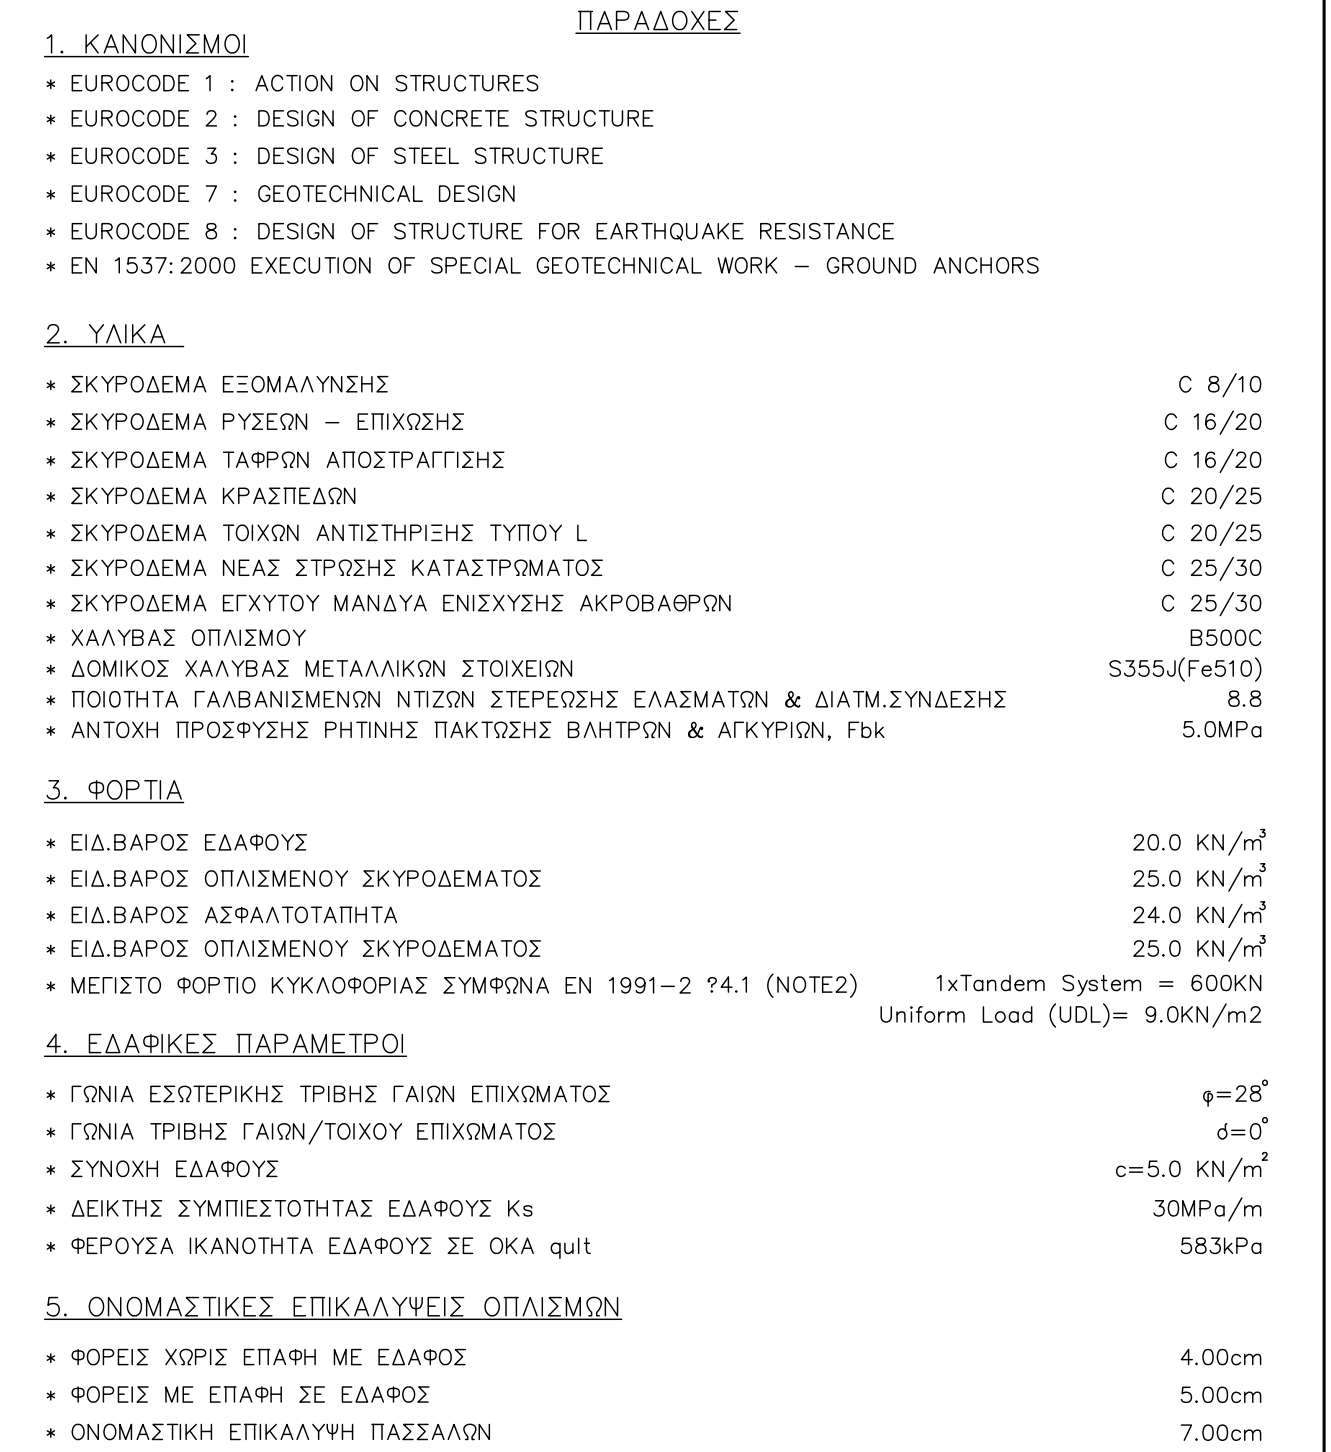 ΠΑΡΑΔΟΧΕΣ
1. ΚΑΝΟΝΙΣΜΟΙ
* EUROCODE 1 : ACTION ON STRUCTURES
* EUROCODE 2 : DESIGN OF CONCRETE STRUCTURE
* EUROCODE 3 : DESIGN OF STEEL STRUCTURE
* EUROCODE 7 : GEOTECHNICAL DESIGN
* EUROCODE 8 : DESIGN OF STRUCTURE FOR EARTHQUAKE RESISTANCE
* EN 1537:2000 EXECUTION OF SPECIAL GEOTECHNICAL WORK – GROUND ANCHORS
2. ΥΛΙΚΑ
* ΣΚΥΡΟΔΕΜΑ ΕΞΟΜΑΛΥΝΣΗΣ C 8/10
* ΣΚΥΡΟΔΕΜΑ ΡΥΣΕΩΝ – ΕΠΙΧΩΣΗΣ C 16/20
* ΣΚΥΡΟΔΕΜΑ ΤΑΦΡΩΝ ΑΠΟΣΤΡΑΓΓΙΣΗΣ C 16/20
* ΣΚΥΡΟΔΕΜΑ ΚΡΑΣΠΕΔΩΝ C 20/25
* ΣΚΥΡΟΔΕΜΑ ΤΟΙΧΩΝ ΑΝΤΙΣΤΗΡΙΞΗΣ ΤΥΠΟΥ L C 20/25
* ΣΚΥΡΟΔΕΜΑ ΝΕΑΣ ΣΤΡΩΣΗΣ ΚΑΤΑΣΤΡΩΜΑΤΟΣ C 25/30
* ΣΚΥΡΟΔΕΜΑ ΕΓΧΥΤΟΥ ΜΑΝΔΥΑ ΕΝΙΣΧΥΣΗΣ ΑΚΡΟΒΑΘΡΩΝ C 25/30
* ΧΑΛΥΒΑΣ ΟΠΛΙΣΜΟΥ B500C
* ΔΟΜΙΚΟΣ ΧΑΛΥΒΑΣ ΜΕΤΑΛΛΙΚΩΝ ΣΤΟΙΧΕΙΩΝ S355J(Fe510)
* ΠΟΙΟΤΗΤΑ ΓΑΛΒΑΝΙΣΜΕΝΩΝ ΝΤΙΖΩΝ ΣΤΕΡΕΩΣΗΣ ΕΛΑΣΜΑΤΩΝ & ΔΙΑΤΜ.ΣΥΝΔΕΣΗΣ 8.8
* ΑΝΤΟΧΗ ΠΡΟΣΦΥΣΗΣ ΡΗΤΙΝΗΣ ΠΑΚΤΩΣΗΣ ΒΛΗΤΡΩΝ & ΑΓΚΥΡΙΩΝ, Fbk 5.0MPa
3. ΦΟΡΤΙΑ
* ΕΙΔ.ΒΑΡΟΣ ΕΔΑΦΟΥΣ 20.0 KN/m³
* ΕΙΔ.ΒΑΡΟΣ ΟΠΛΙΣΜΕΝΟΥ ΣΚΥΡΟΔΕΜΑΤΟΣ 25.0 KN/m³
* ΕΙΔ.ΒΑΡΟΣ ΑΣΦΑΛΤΟΤΑΠΗΤΑ 24.0 KN/m³
* ΕΙΔ.ΒΑΡΟΣ ΟΠΛΙΣΜΕΝΟΥ ΣΚΥΡΟΔΕΜΑΤΟΣ 25.0 KN/m³
* ΜΕΓΙΣΤΟ ΦΟΡΤΙΟ ΚΥΚΛΟΦΟΡΙΑΣ ΣΥΜΦΩΝΑ EN 1991–2 ?4.1 (NOTE2) 1xTandem System = 600KN
Uniform Load (UDL)= 9.0KN/m2
4. ΕΔΑΦΙΚΕΣ ΠΑΡΑΜΕΤΡΟΙ
* ΓΩΝΙΑ ΕΣΩΤΕΡΙΚΗΣ ΤΡΙΒΗΣ ΓΑΙΩΝ ΕΠΙΧΩΜΑΤΟΣ φ=28°
* ΓΩΝΙΑ ΤΡΙΒΗΣ ΓΑΙΩΝ/ΤΟΙΧΟΥ ΕΠΙΧΩΜΑΤΟΣ δ=0°
* ΣΥΝΟΧΗ ΕΔΑΦΟΥΣ c=5.0 KN/m²
* ΔΕΙΚΤΗΣ ΣΥΜΠΙΕΣΤΟΤΗΤΑΣ ΕΔΑΦΟΥΣ Ks 30MPa/m
* ΦΕΡΟΥΣΑ ΙΚΑΝΟΤΗΤΑ ΕΔΑΦΟΥΣ ΣΕ ΟΚΑ qult 583kPa
5. ΟΝΟΜΑΣΤΙΚΕΣ ΕΠΙΚΑΛΥΨΕΙΣ ΟΠΛΙΣΜΩΝ
* ΦΟΡΕΙΣ ΧΩΡΙΣ ΕΠΑΦΗ ΜΕ ΕΔΑΦΟΣ 4.00cm
* ΦΟΡΕΙΣ ΜΕ ΕΠΑΦΗ ΣΕ ΕΔΑΦΟΣ 5.00cm
* ΟΝΟΜΑΣΤΙΚΗ ΕΠΙΚΑΛΥΨΗ ΠΑΣΣΑΛΩΝ 7.00cm